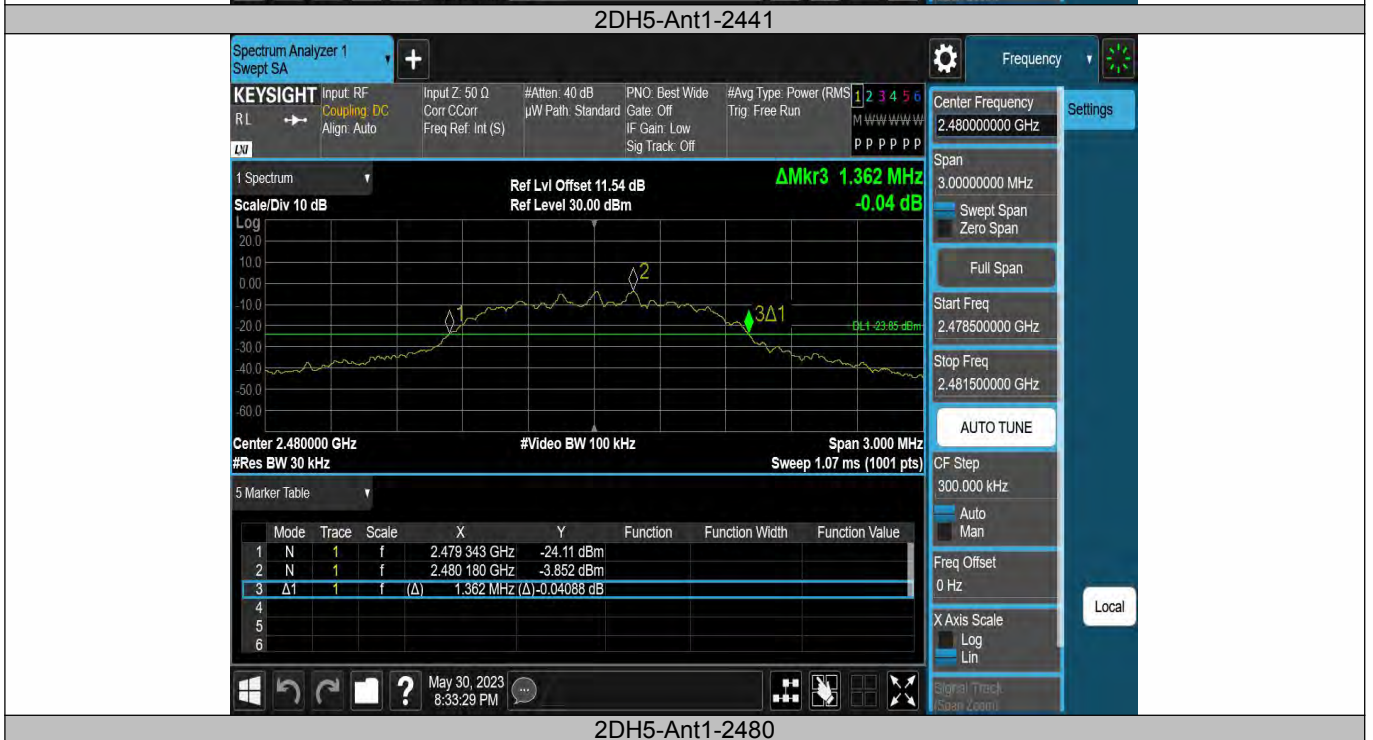 2DH5-Ant1-2441
Spectrum Analyzer 1
Swept SA
+
Frequency
KEYSIGHT
RL
LXI
Input: RF
Coupling: DC
Align: Auto
Input Z: 50 Ω
Corr CCorr
Freq Ref: Int (S)
#Atten: 40 dB
µW Path: Standard
PNO: Best Wide
Gate: Off
IF Gain: Low
Sig Track: Off
#Avg Type: Power (RMS
Trig: Free Run
1 2 3 4 5 6
M W W W W W
P P P P P P
Center Frequency
2.480000000 GHz
Settings
Span
3.00000000 MHz
Swept Span
Zero Span
Full Span
Start Freq
2.478500000 GHz
Stop Freq
2.481500000 GHz
AUTO TUNE
CF Step
300.000 kHz
Auto
Man
Freq Offset
0 Hz
X Axis Scale
Log
Lin
Signal Track
(Span Zoom)
Local
1 Spectrum
Scale/Div 10 dB
Ref Lvl Offset 11.54 dB
Ref Level 30.00 dBm
ΔMkr3 1.362 MHz
-0.04 dB
Log
20.0
10.0
0.00
-10.0
-20.0
-30.0
-40.0
-50.0
-60.0
1
2
3Δ1
DL1 -23.85 dBm
Center 2.480000 GHz
#Video BW 100 kHz
Span 3.000 MHz
#Res BW 30 kHz
Sweep 1.07 ms (1001 pts)
5 Marker Table
Mode Trace Scale X Y Function Function Width Function Value
1 N 1 f 2.479 343 GHz -24.11 dBm
2 N 1 f 2.480 180 GHz -3.852 dBm
3 Δ1 1 f (Δ) 1.362 MHz (Δ) -0.04088 dB
4
5
6
?
May 30, 2023
8:33:29 PM
2DH5-Ant1-2480